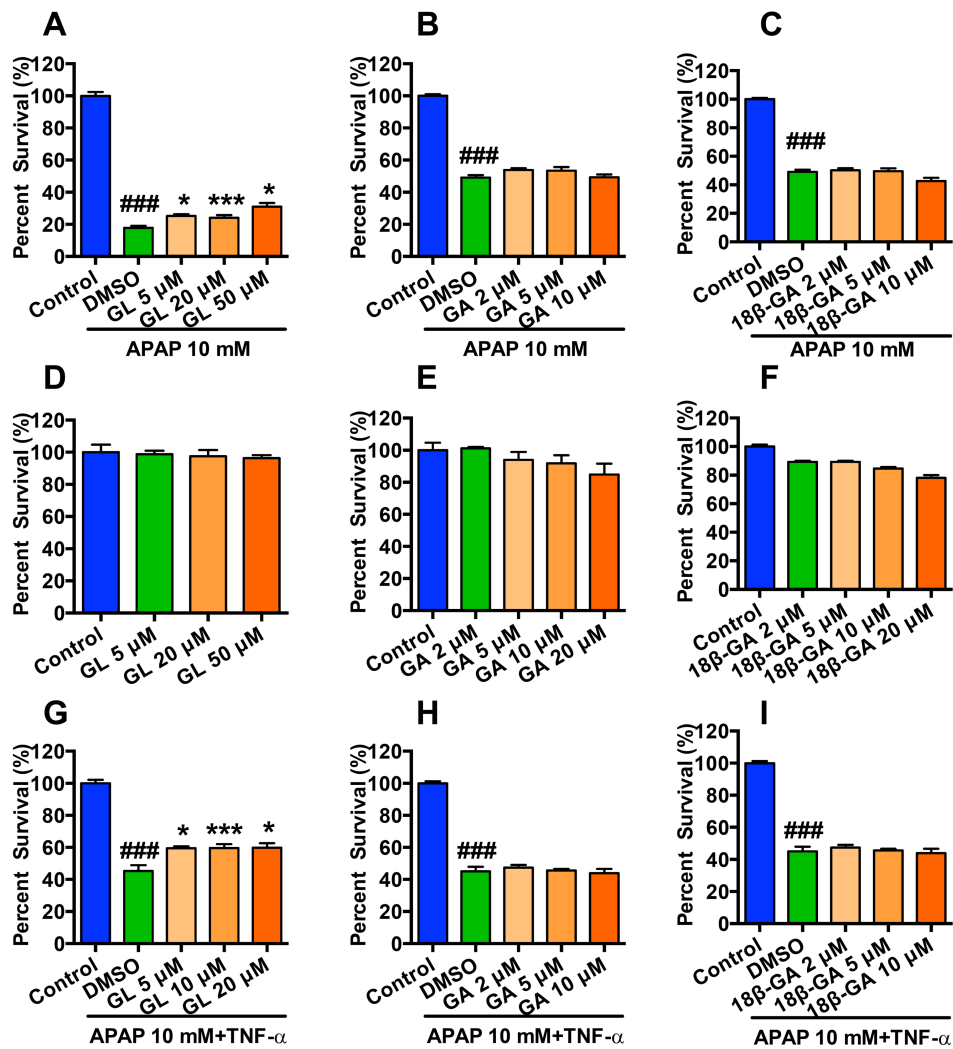 A
Percent Survival (%)
120
100
80
60
40
20
0
###
*
***
*
Control
DMSO
GL 5 μM
GL 20 μM
GL 50 μM
APAP 10 mM
B
Percent Survival (%)
120
100
80
60
40
20
0
###
Control
DMSO
GA 2 μM
GA 5 μM
GA 10 μM
APAP 10 mM
C
Percent Survival (%)
120
100
80
60
40
20
0
###
Control
DMSO
18β-GA 2 μM
18β-GA 5 μM
18β-GA 10 μM
APAP 10 mM
D
Percent Survival (%)
120
100
80
60
40
20
0
Control
GL 5 μM
GL 20 μM
GL 50 μM
E
Percent Survival (%)
120
100
80
60
40
20
0
Control
GA 2 μM
GA 5 μM
GA 10 μM
GA 20 μM
F
Percent Survival (%)
120
100
80
60
40
20
0
Control
18β-GA 2 μM
18β-GA 5 μM
18β-GA 10 μM
18β-GA 20 μM
G
Percent Survival (%)
120
100
80
60
40
20
0
###
*
***
*
Control
DMSO
GL 5 μM
GL 10 μM
GL 20 μM
APAP 10 mM+TNF-α
H
Percent Survival (%)
120
100
80
60
40
20
0
###
Control
DMSO
GA 2 μM
GA 5 μM
GA 10 μM
APAP 10 mM+TNF-α
I
Percent Survival (%)
120
100
80
60
40
20
0
###
Control
DMSO
18β-GA 2 μM
18β-GA 5 μM
18β-GA 10 μM
APAP 10 mM+TNF-α